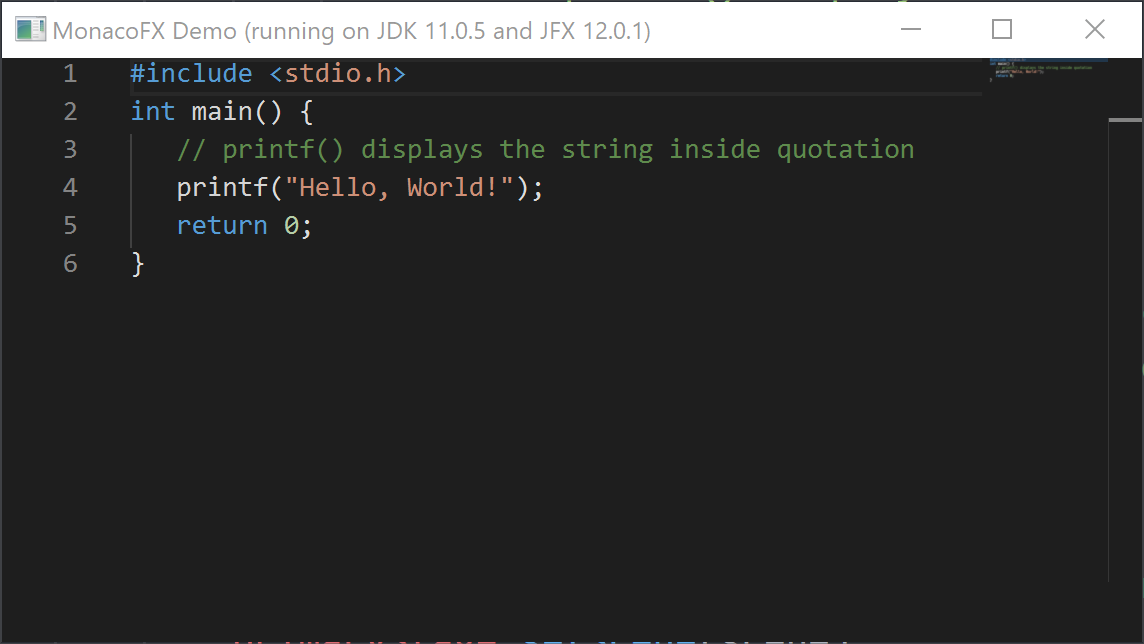 MonacoFX Demo (running on JDK 11.0.5 and JFX 12.0.1)
1 #include <stdio.h>
2 int main() {
3    // printf() displays the string inside quotation
4    printf("Hello, World!");
5    return 0;
6 }